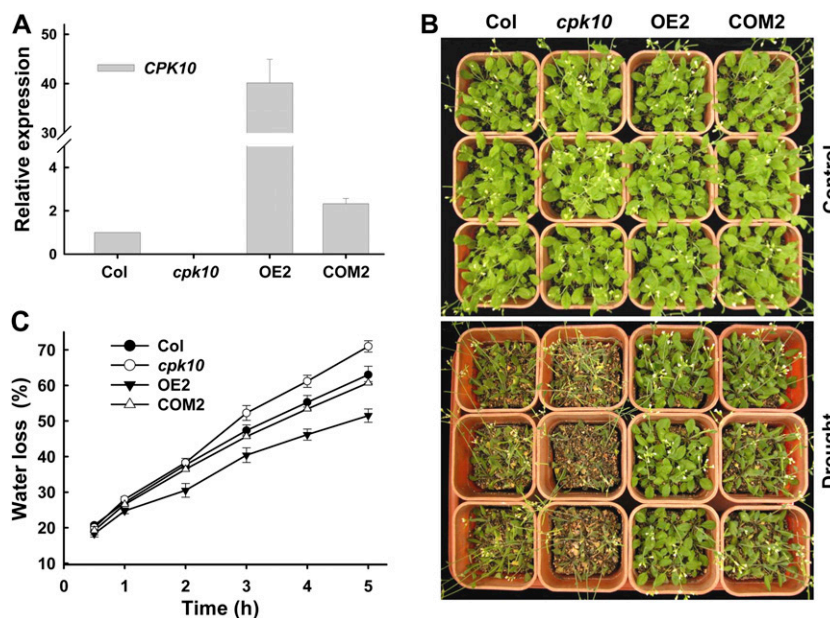 A
Relative expression
CPK10
50
40
30
4
2
0
Col
cpk10
OE2
COM2
B
Col
cpk10
OE2
COM2
Control
Drought
C
Water loss (%)
Col
cpk10
OE2
COM2
70
60
50
40
30
20
10
0
1
2
3
4
5
Time (h)